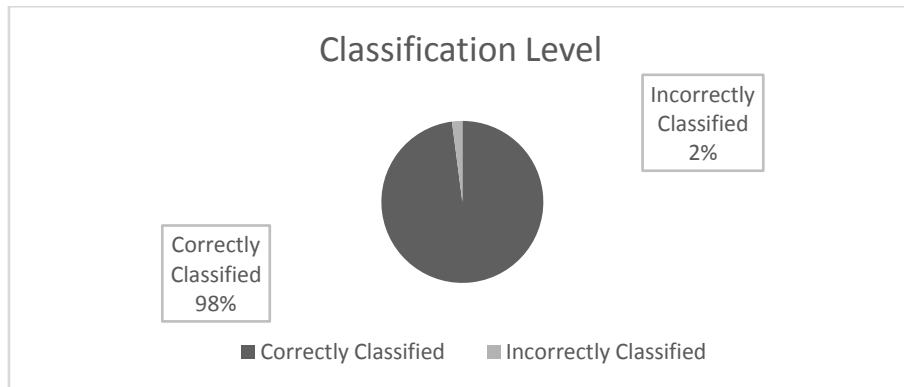 Classification Level
Incorrectly
Classified
2%
Correctly
Classified
98%
Correctly Classified
Incorrectly Classified